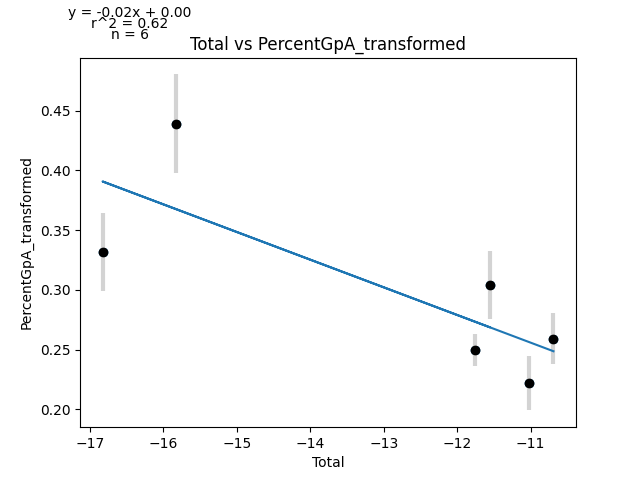 y = -0.02x + 0.00
r^2 = 0.62
n = 6
Total vs PercentGpA_transformed
PercentGpA_transformed
0.45
0.40
0.35
0.30
0.25
0.20
−17 −16 −15 −14 −13 −12 −11
Total